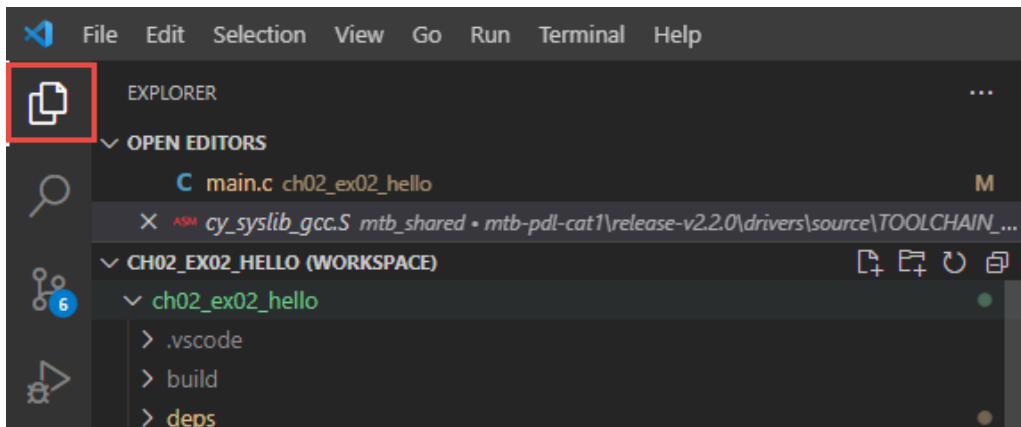 File Edit Selection View Go Run Terminal Help
EXPLORER ...
OPEN EDITORS
C main.c ch02_ex02_hello M
ASM cy_syslib_gcc.S mtb_shared • mtb-pdl-cat1\release-v2.2.0\drivers\source\TOOLCHAIN_...
CH02_EX02_HELLO (WORKSPACE)
6
ch02_ex02_hello
.vscode
build
deps